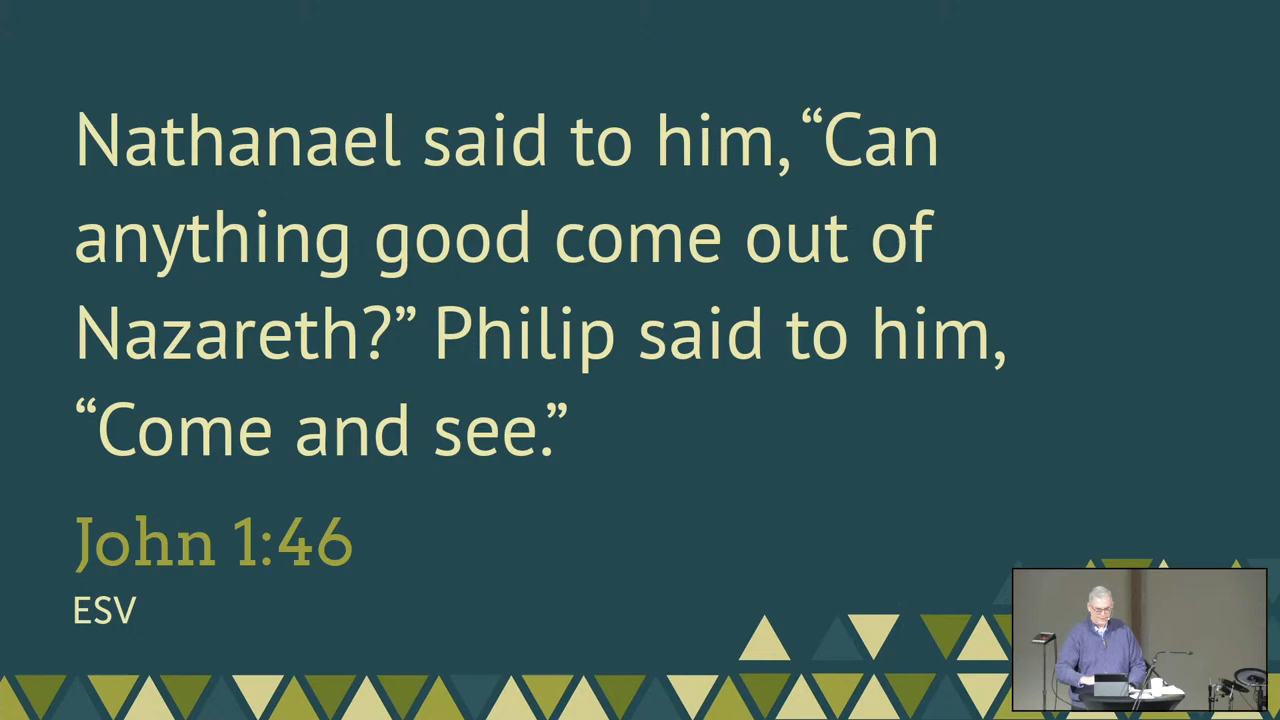 Nathanael said to him, “Can
anything good come out of
Nazareth?” Philip said to him,
“Come and see.”
John 1:46
ESV